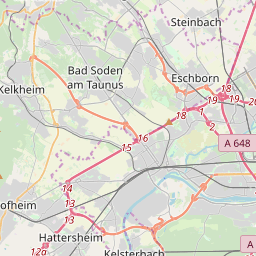 Steinbach
Bad Soden
am Taunus
Eschborn
Kelkheim
18
19
19
2
1
18
16
15
A 648
14
13
13
ofheim
Hattersheim
12a
Kelsterbach
A